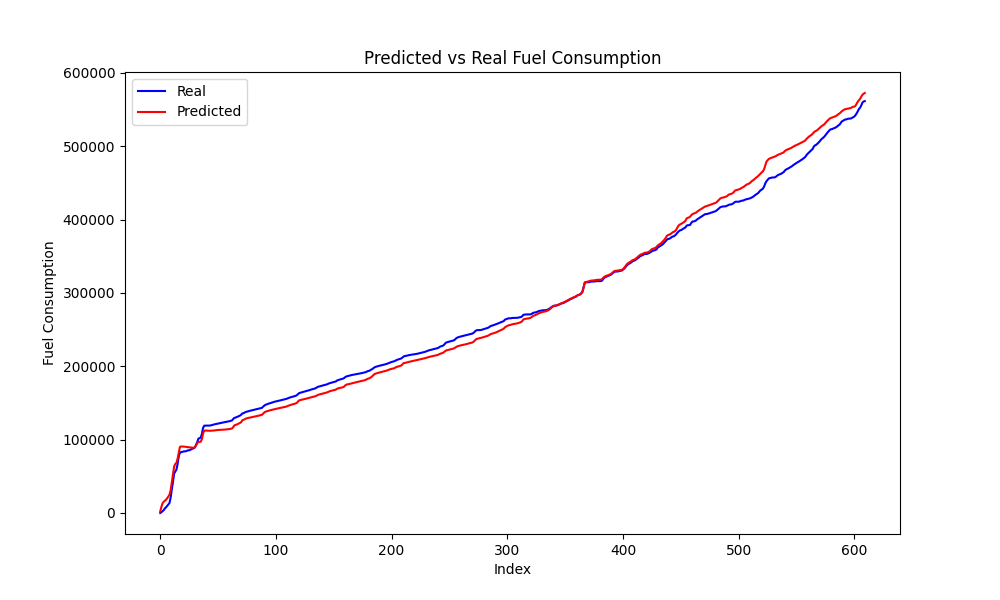 Predicted vs Real Fuel Consumption
Real
Predicted
Fuel Consumption
600000
500000
400000
300000
200000
100000
0
0 100 200 300 400 500 600
Index